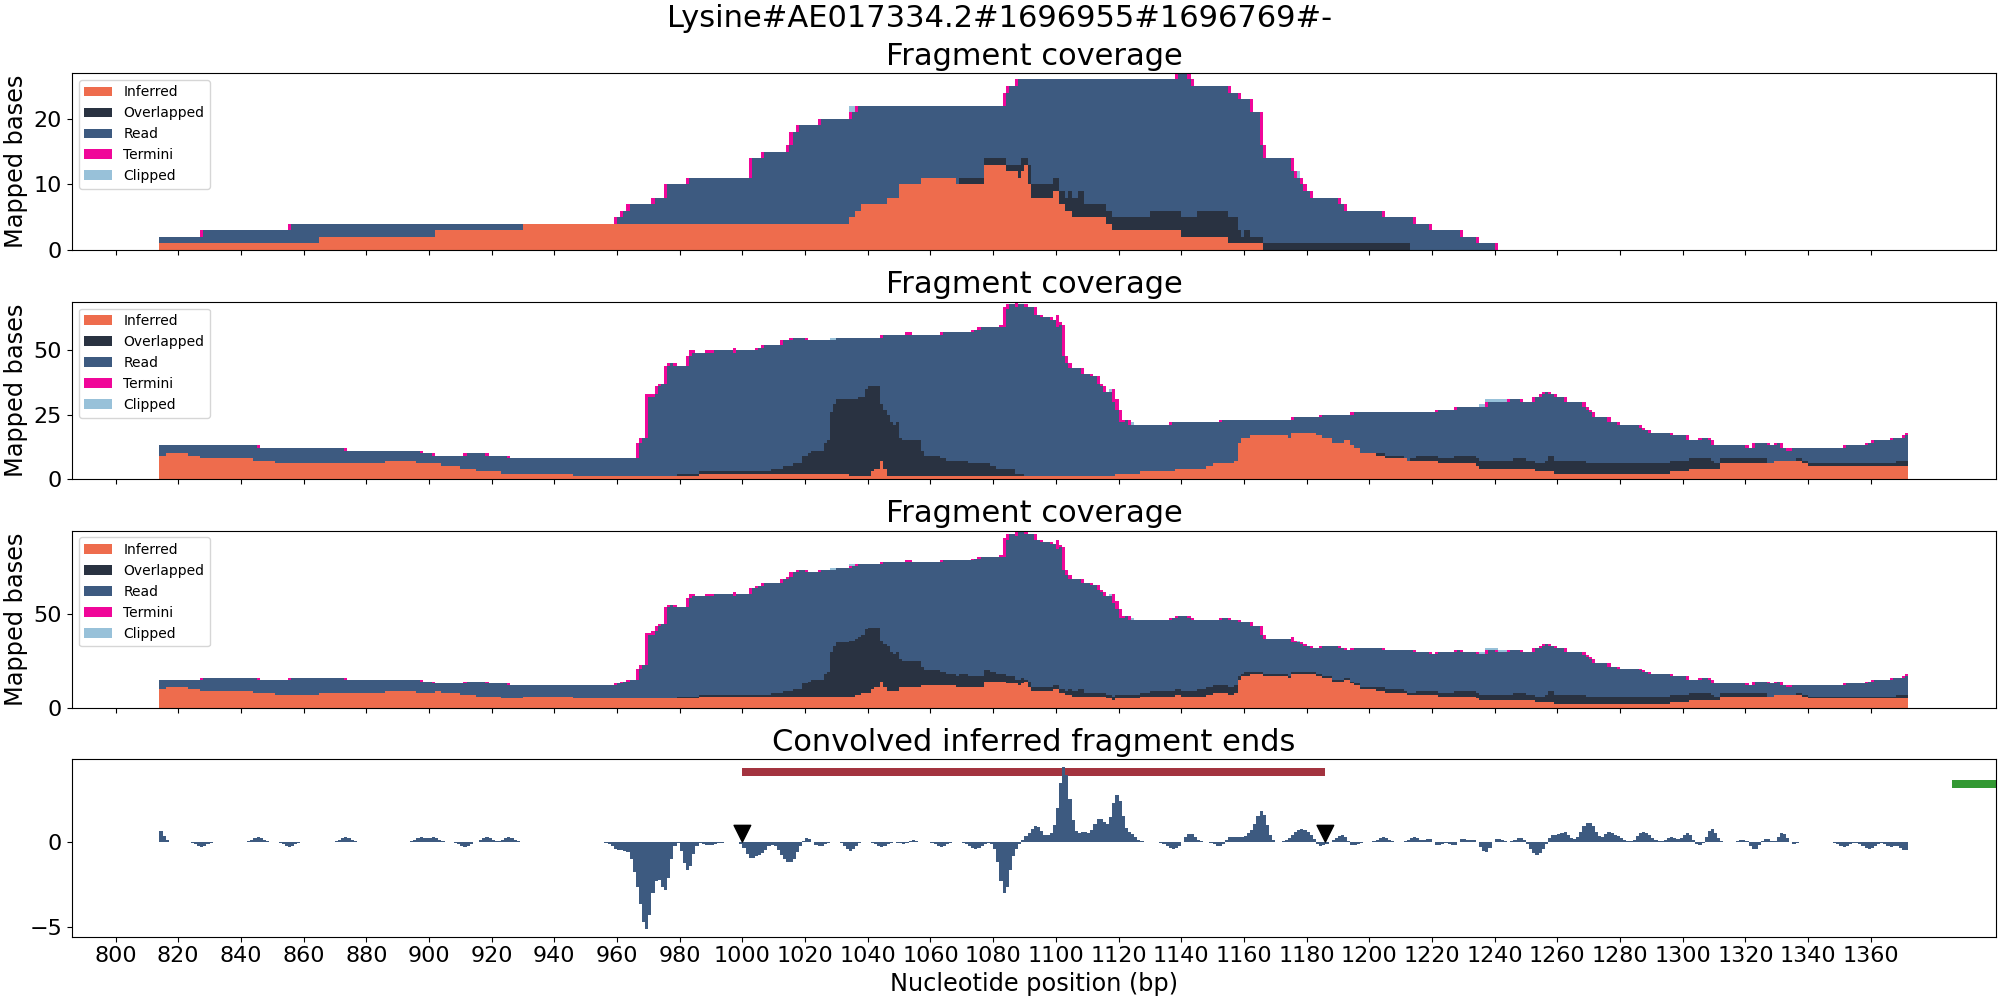 Lysine#AE017334.2#1696955#1696769#-
Fragment coverage
Mapped bases
20
10
0
Inferred
Overlapped
Read
Termini
Clipped
Fragment coverage
Mapped bases
50
25
0
Inferred
Overlapped
Read
Termini
Clipped
Fragment coverage
Mapped bases
50
0
Inferred
Overlapped
Read
Termini
Clipped
Convolved inferred fragment ends
0
−5
800 820 840 860 880 900 920 940 960 980 1000 1020 1040 1060 1080 1100 1120 1140 1160 1180 1200 1220 1240 1260 1280 1300 1320 1340 1360
Nucleotide position (bp)